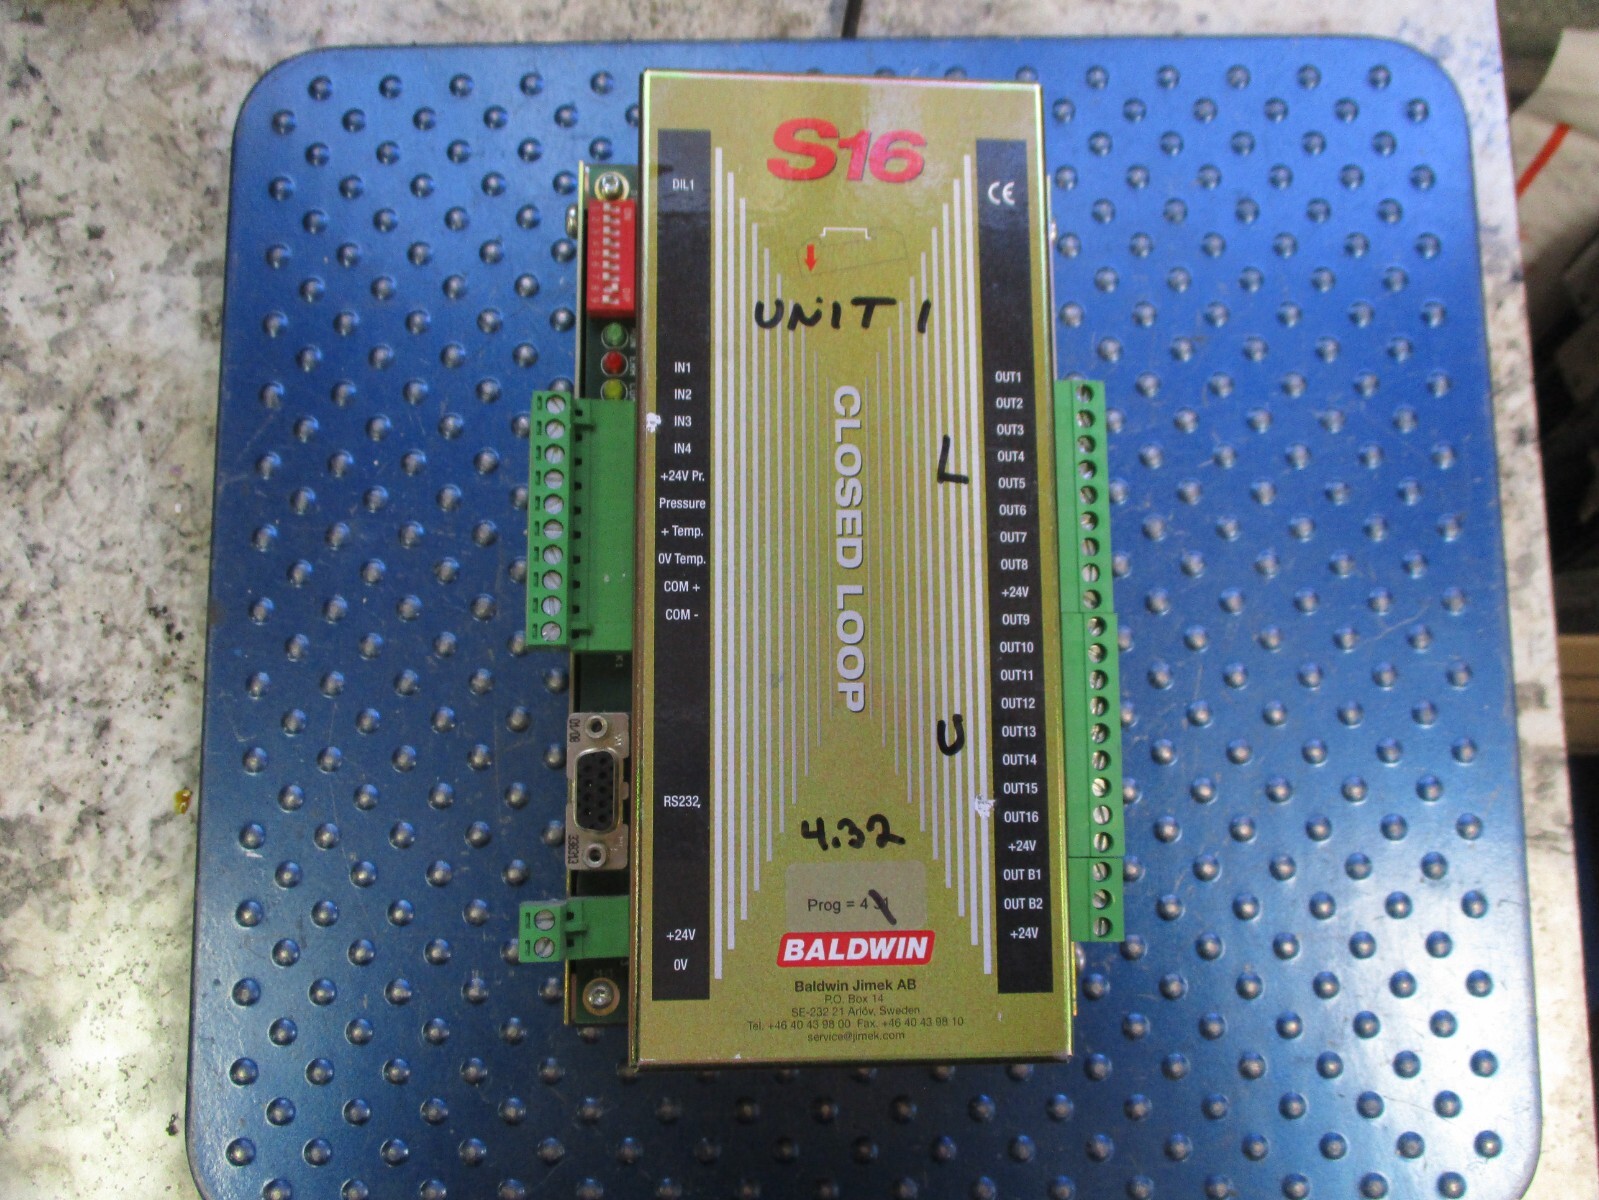 S16
DIL1
CE
UNIT 1
IN1
IN2
IN3
IN4
+24V Pr.
Pressure
+ Temp.
0V Temp.
COM +
COM -
RS232
+24V
0V
CLOSED LOOP
L
U
OUT1
OUT2
OUT3
OUT4
OUT5
OUT6
OUT7
OUT8
+24V
OUT9
OUT10
OUT11
OUT12
OUT13
OUT14
OUT15
OUT16
+24V
OUT B1
OUT B2
+24V
4.32
Prog = 4
BALDWIN
Baldwin Jimek AB
P.O. Box 14
SE-232 21 Arlöv, Sweden
Tel. +46 40 43 98 00 Fax. +46 40 43 98 10
service@jimek.com